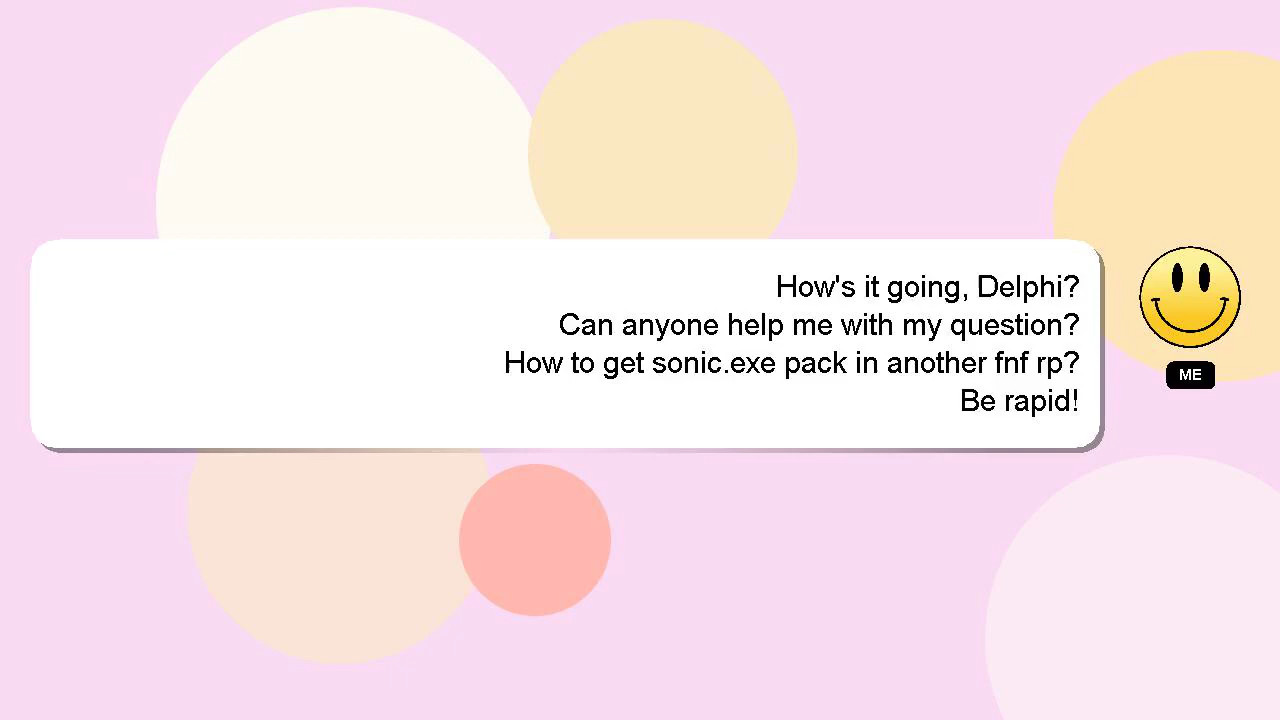 How's it going, Delphi?
Can anyone help me with my question?
How to get sonic.exe pack in another fnf rp?
Be rapid!
ME